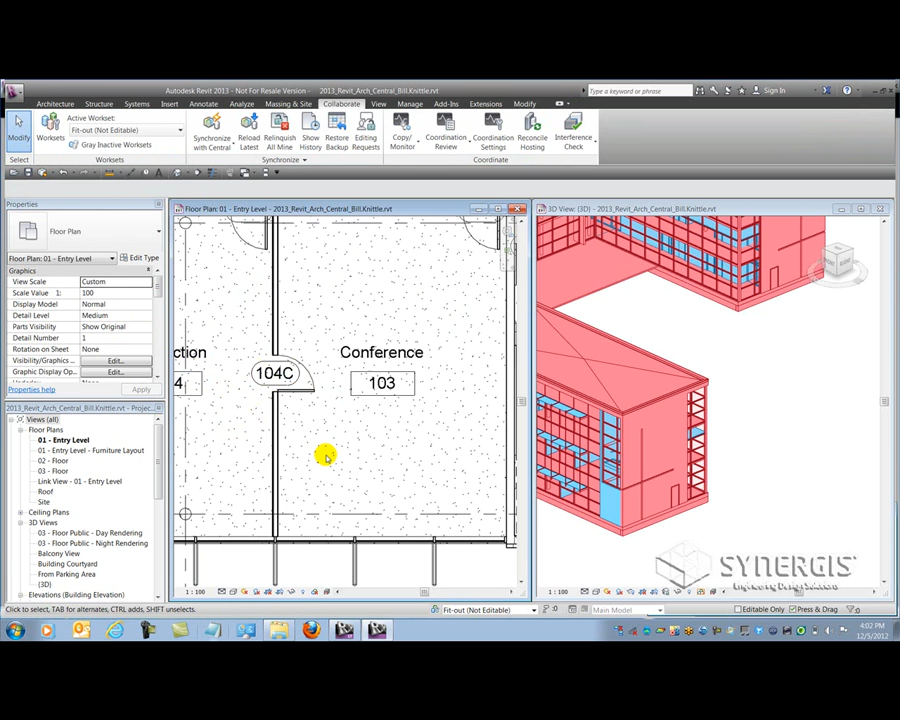 Autodesk Revit 2013 - Not For Resale Version - 2013_Revit_Arch_Central_Bill.Knittle.rvt
Type a keyword or phrase
Sign In
Architecture Structure Systems Insert Annotate Analyze Massing & Site Collaborate View Manage Add-Ins Extensions Modify
Modify
Select
Worksets
Active Workset:
Fit-out (Not Editable)
Gray Inactive Worksets
Worksets
Synchronize with Central
Reload Latest
Relinquish All Mine
Show History
Restore Backup
Editing Requests
Synchronize
Copy/ Monitor
Coordination Review
Coordination Settings
Reconcile Hosting
Interference Check
Coordinate
Properties
Floor Plan
Floor Plan: 01 - Entry Level
Edit Type
Graphics
View Scale Custom
Scale Value 1: 100
Display Model Normal
Detail Level Medium
Parts Visibility Show Original
Detail Number 1
Rotation on Sheet None
Visibility/Graphics ... Edit...
Graphic Display Op... Edit...
Properties help
Apply
2013_Revit_Arch_Central_Bill.Knittle.rvt - Projec...
Views (all)
Floor Plans
01 - Entry Level
01 - Entry Level - Furniture Layout
02 - Floor
03 - Floor
Link View - 01 - Entry Level
Roof
Site
Ceiling Plans
3D Views
03 - Floor Public - Day Rendering
03 - Floor Public - Night Rendering
Balcony View
Building Courtyard
From Parking Area
{3D}
Elevations (Building Elevation)
Floor Plan: 01 - Entry Level - 2013_Revit_Arch_Central_Bill.Knittle.rvt
ction
4
104C
Conference
103
1 : 100
3D View: {3D} - 2013_Revit_Arch_Central_Bill.Knittle.rvt
SYNERGIS
Engineering Design Solutions
1 : 100
Click to select, TAB for alternates, CTRL adds, SHIFT unselects.
Fit-out (Not Editable)
:0
Main Model
Editable Only
Press & Drag
:0
4:02 PM
12/5/2012